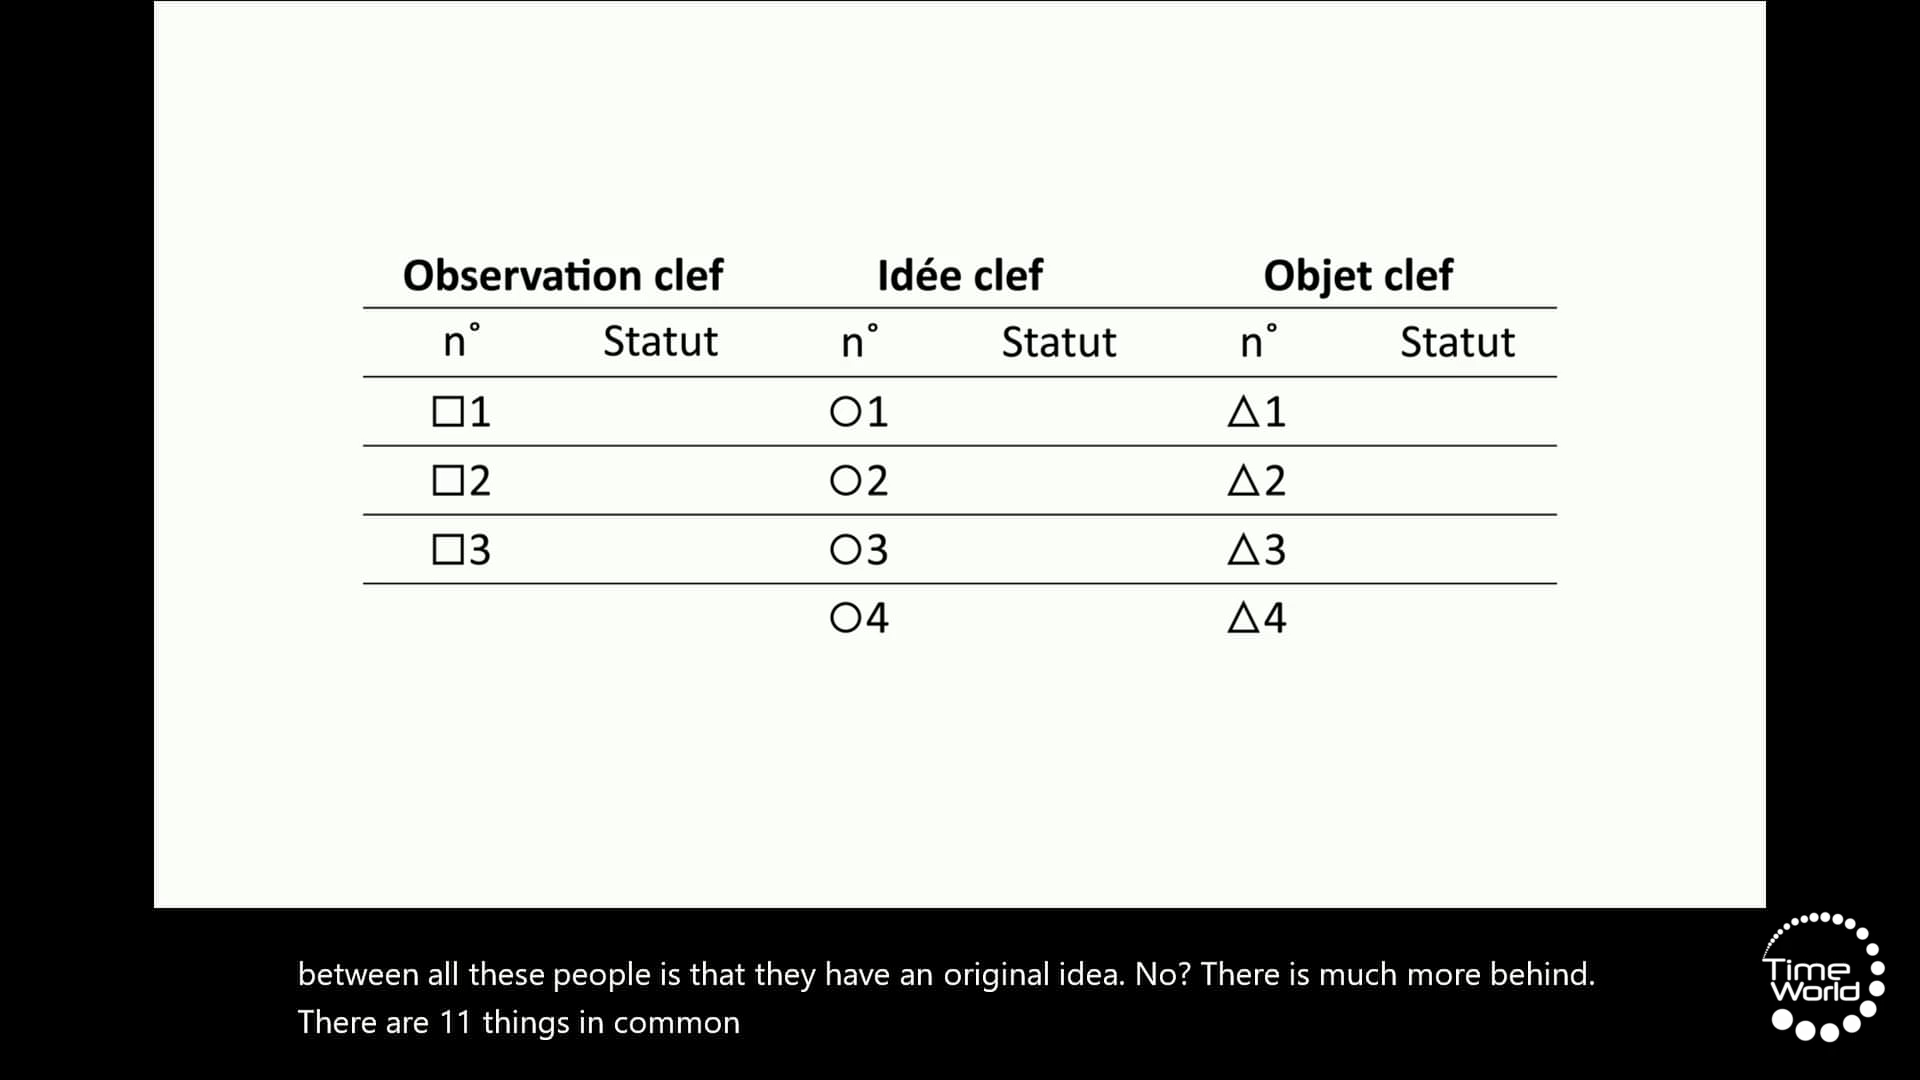 Observation clef Idée clef Objet clef
n° Statut n° Statut n° Statut
□1 ○1 △1
□2 ○2 △2
□3 ○3 △3
○4 △4
between all these people is that they have an original idea. No? There is much more behind.
There are 11 things in common
Time
World